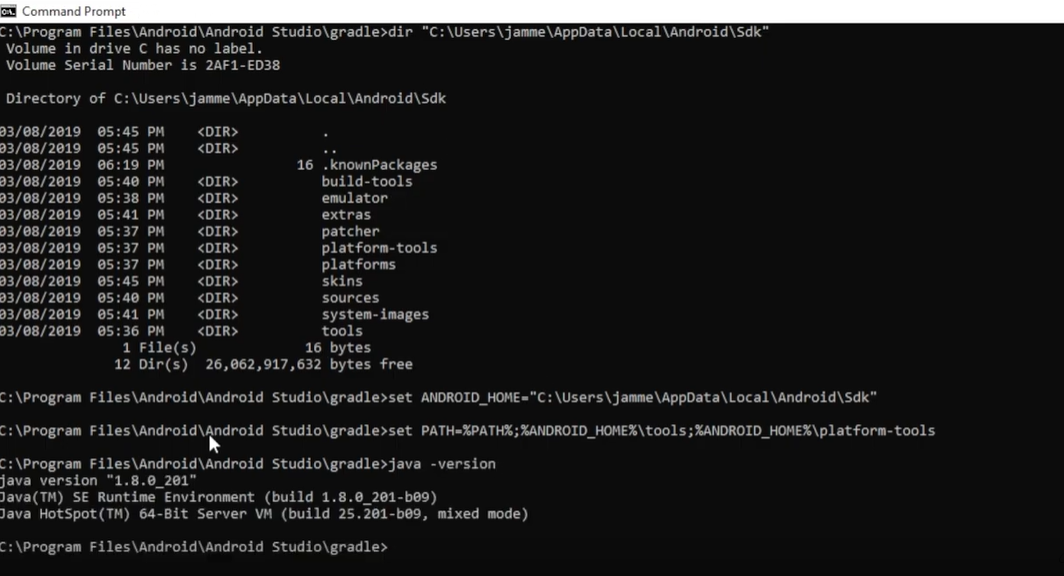 Command Prompt
C:\Program Files\Android\Android Studio\gradle>dir "C:\Users\jamme\AppData\Local\Android\Sdk"
Volume in drive C has no label.
Volume Serial Number is 2AF1-ED38
Directory of C:\Users\jamme\AppData\Local\Android\Sdk
03/08/2019 05:45 PM <DIR> .
03/08/2019 05:45 PM <DIR> ..
03/08/2019 06:19 PM 16 .knownPackages
03/08/2019 05:40 PM <DIR> build-tools
03/08/2019 05:38 PM <DIR> emulator
03/08/2019 05:41 PM <DIR> extras
03/08/2019 05:37 PM <DIR> patcher
03/08/2019 05:37 PM <DIR> platform-tools
03/08/2019 05:37 PM <DIR> platforms
03/08/2019 05:45 PM <DIR> skins
03/08/2019 05:40 PM <DIR> sources
03/08/2019 05:41 PM <DIR> system-images
03/08/2019 05:36 PM <DIR> tools
1 File(s) 16 bytes
12 Dir(s) 26,062,917,632 bytes free
C:\Program Files\Android\Android Studio\gradle>set ANDROID_HOME="C:\Users\jamme\AppData\Local\Android\Sdk"
C:\Program Files\Android\Android Studio\gradle>set PATH=%PATH%;%ANDROID_HOME%\tools;%ANDROID_HOME%\platform-tools
C:\Program Files\Android\Android Studio\gradle>java -version
java version "1.8.0_201"
Java(TM) SE Runtime Environment (build 1.8.0_201-b09)
Java HotSpot(TM) 64-Bit Server VM (build 25.201-b09, mixed mode)
C:\Program Files\Android\Android Studio\gradle>